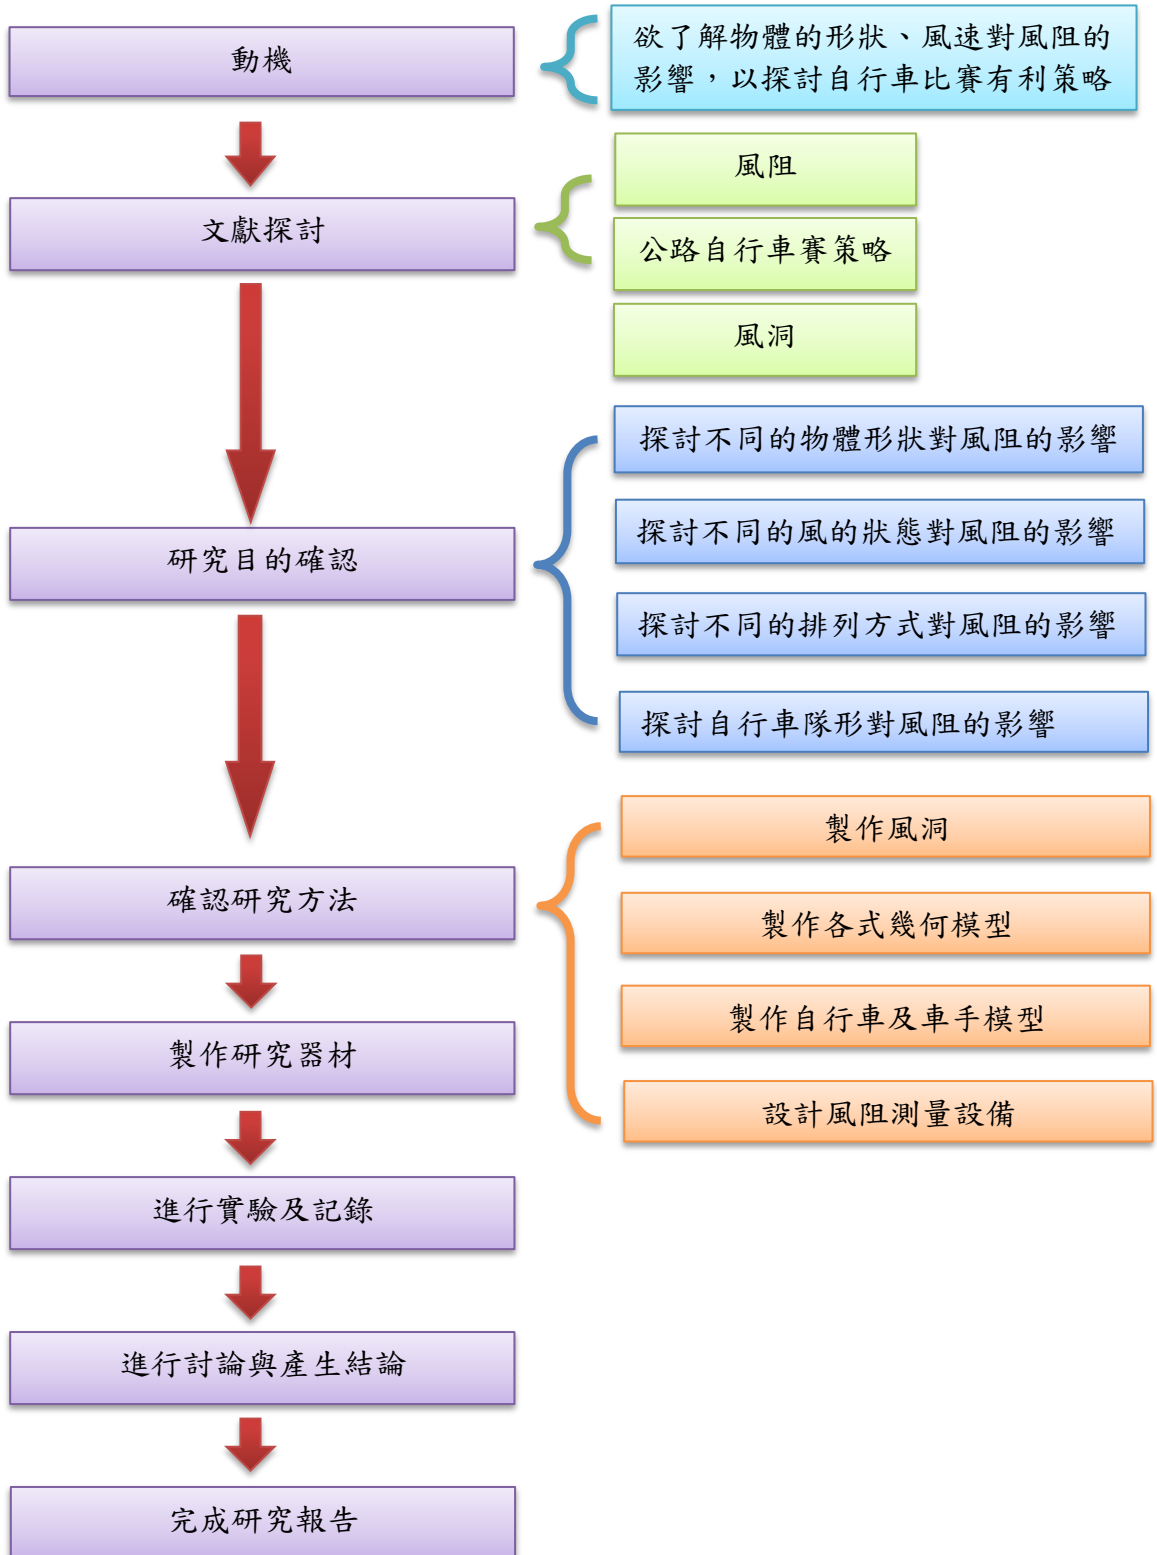 動機
欲了解物體的形狀、風速對風阻的
影響，以探討自行車比賽有利策略
文獻探討
風阻
公路自行車賽策略
風洞
研究目的確認
探討不同的物體形狀對風阻的影響
探討不同的風的狀態對風阻的影響
探討不同的排列方式對風阻的影響
探討自行車隊形對風阻的影響
確認研究方法
製作風洞
製作各式幾何模型
製作自行車及車手模型
設計風阻測量設備
製作研究器材
進行實驗及記錄
進行討論與產生結論
完成研究報告